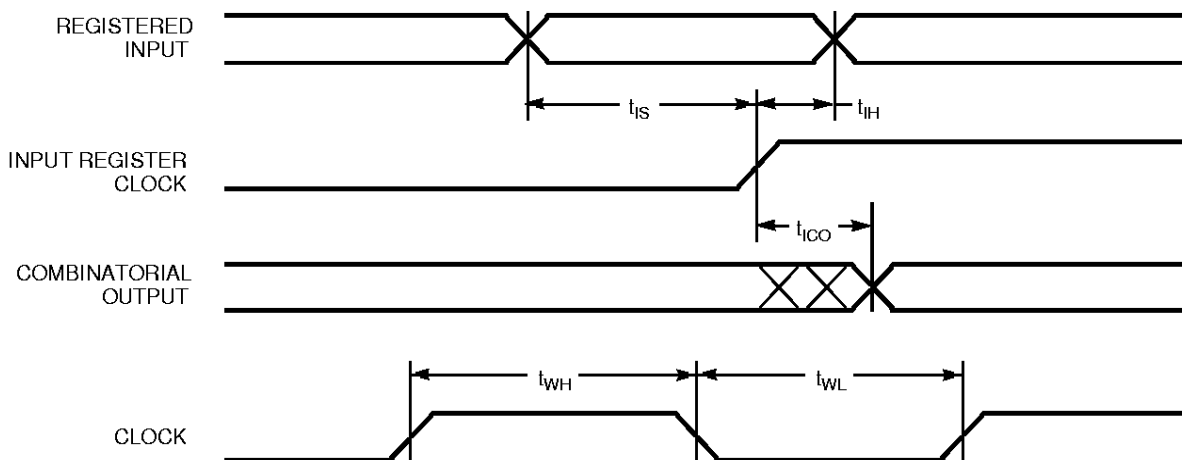 REGISTERED
INPUT
tIS
tIH
INPUT REGISTER
CLOCK
tICO
COMBINATORIAL
OUTPUT
tWH
tWL
CLOCK